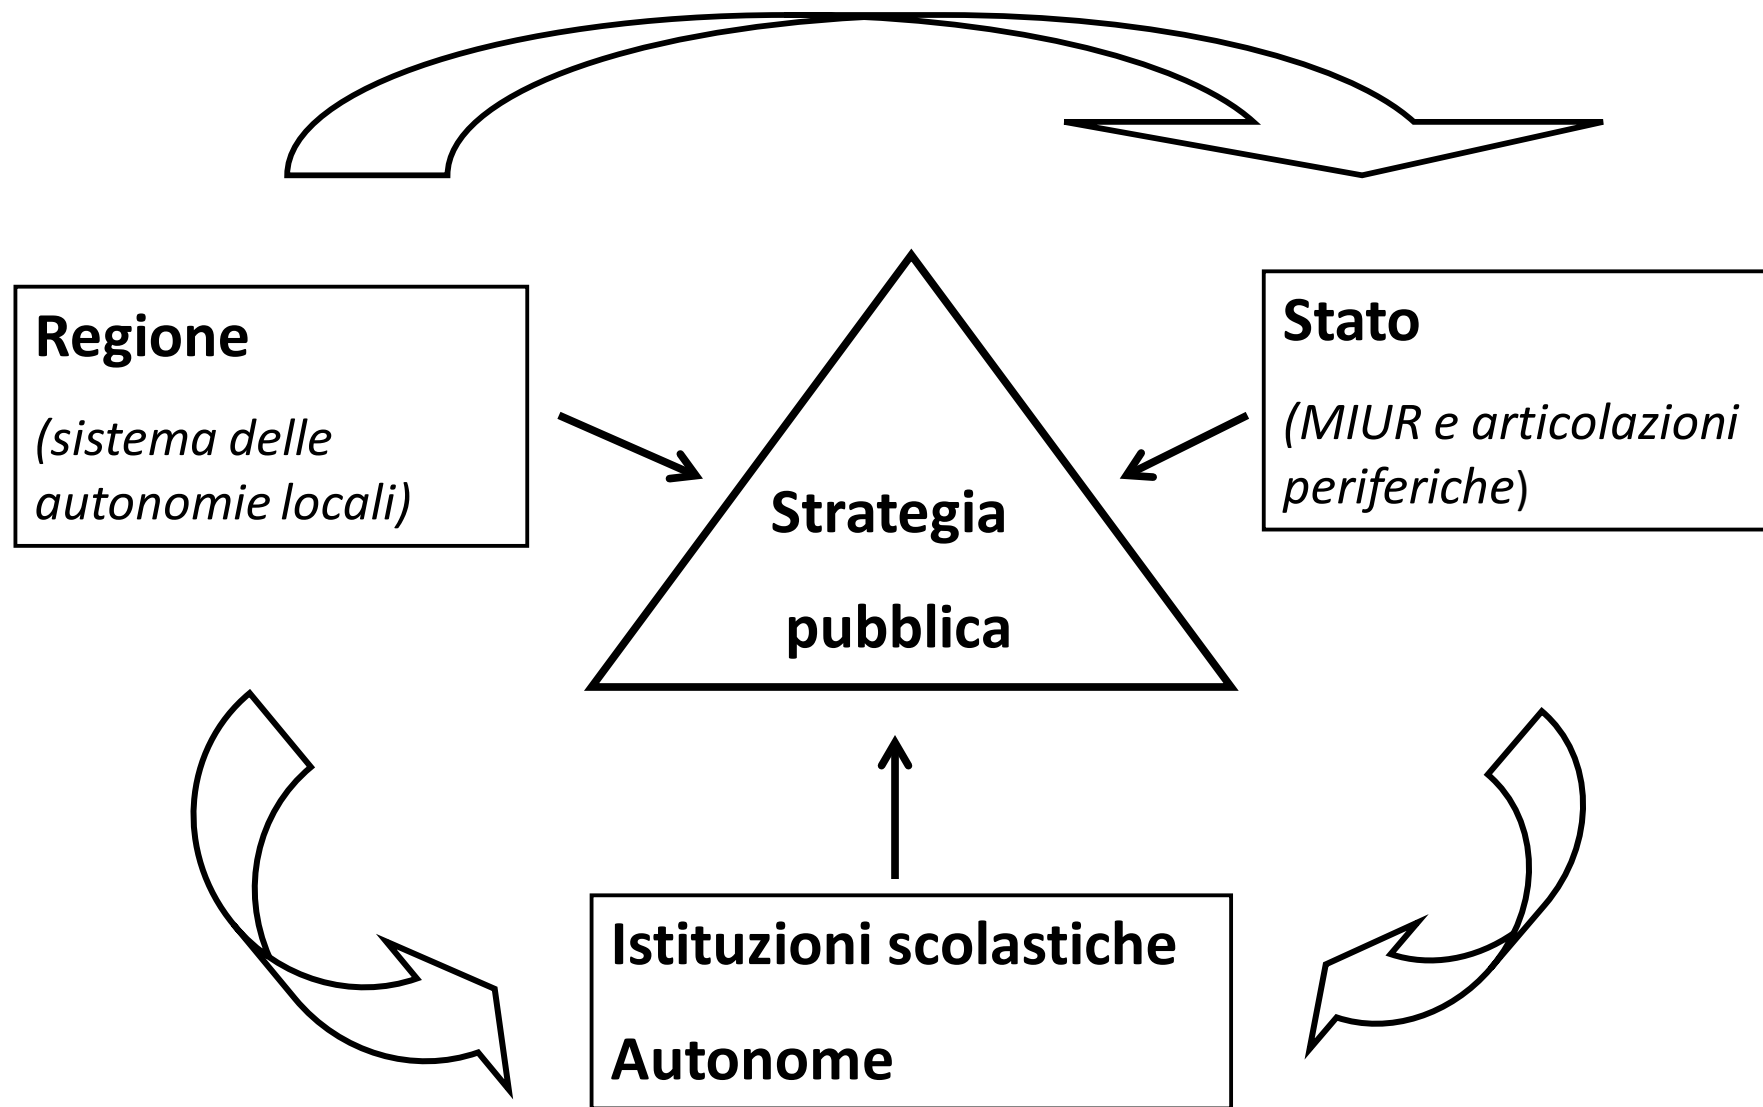 Regione
(sistema delle
autonomie locali)
Stato
(MIUR e articolazioni
periferiche)
Strategia
pubblica
Istituzioni scolastiche
Autonome